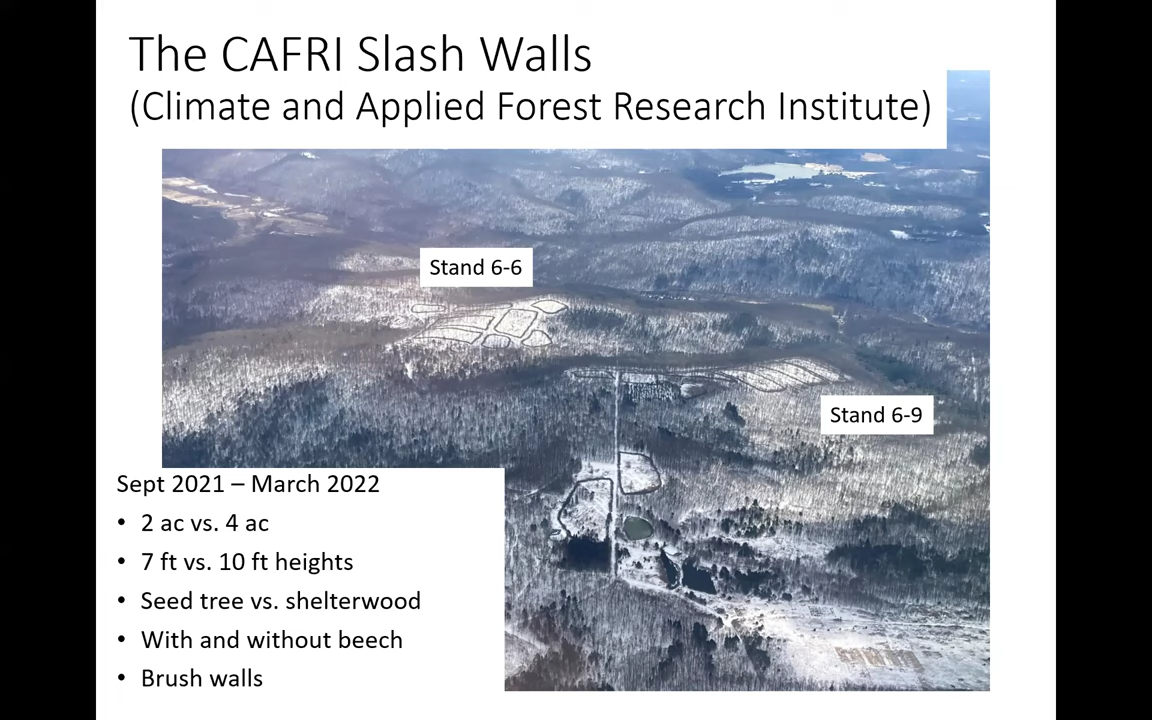 The CAFRI Slash Walls
(Climate and Applied Forest Research Institute)
Stand 6-6
Stand 6-9
Sept 2021 – March 2022
• 2 ac vs. 4 ac
• 7 ft vs. 10 ft heights
• Seed tree vs. shelterwood
• With and without beech
• Brush walls